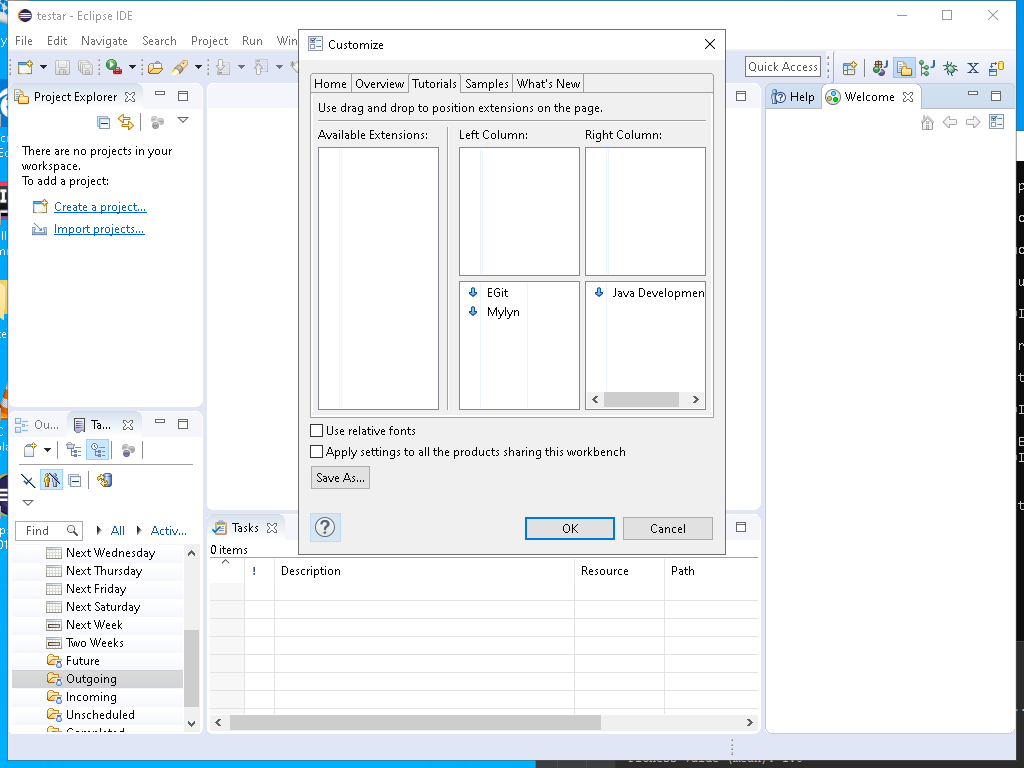 testar - Eclipse IDE
File Edit Navigate Search Project Run Win
Customize
Quick Access
Project Explorer
Help
Welcome
Home Overview Tutorials Samples What's New
Use drag and drop to position extensions on the page.
Available Extensions:
Left Column:
Right Column:
There are no projects in your
workspace.
To add a project:
Create a project...
Import projects...
EGit
Mylyn
Java Developmen
Use relative fonts
Apply settings to all the products sharing this workbench
Save As...
OK
Cancel
Ou...
Ta...
Find
All
Activ...
Next Wednesday
Next Thursday
Next Friday
Next Saturday
Next Week
Two Weeks
Future
Outgoing
Incoming
Unscheduled
Tasks
0 items
! Description Resource Path